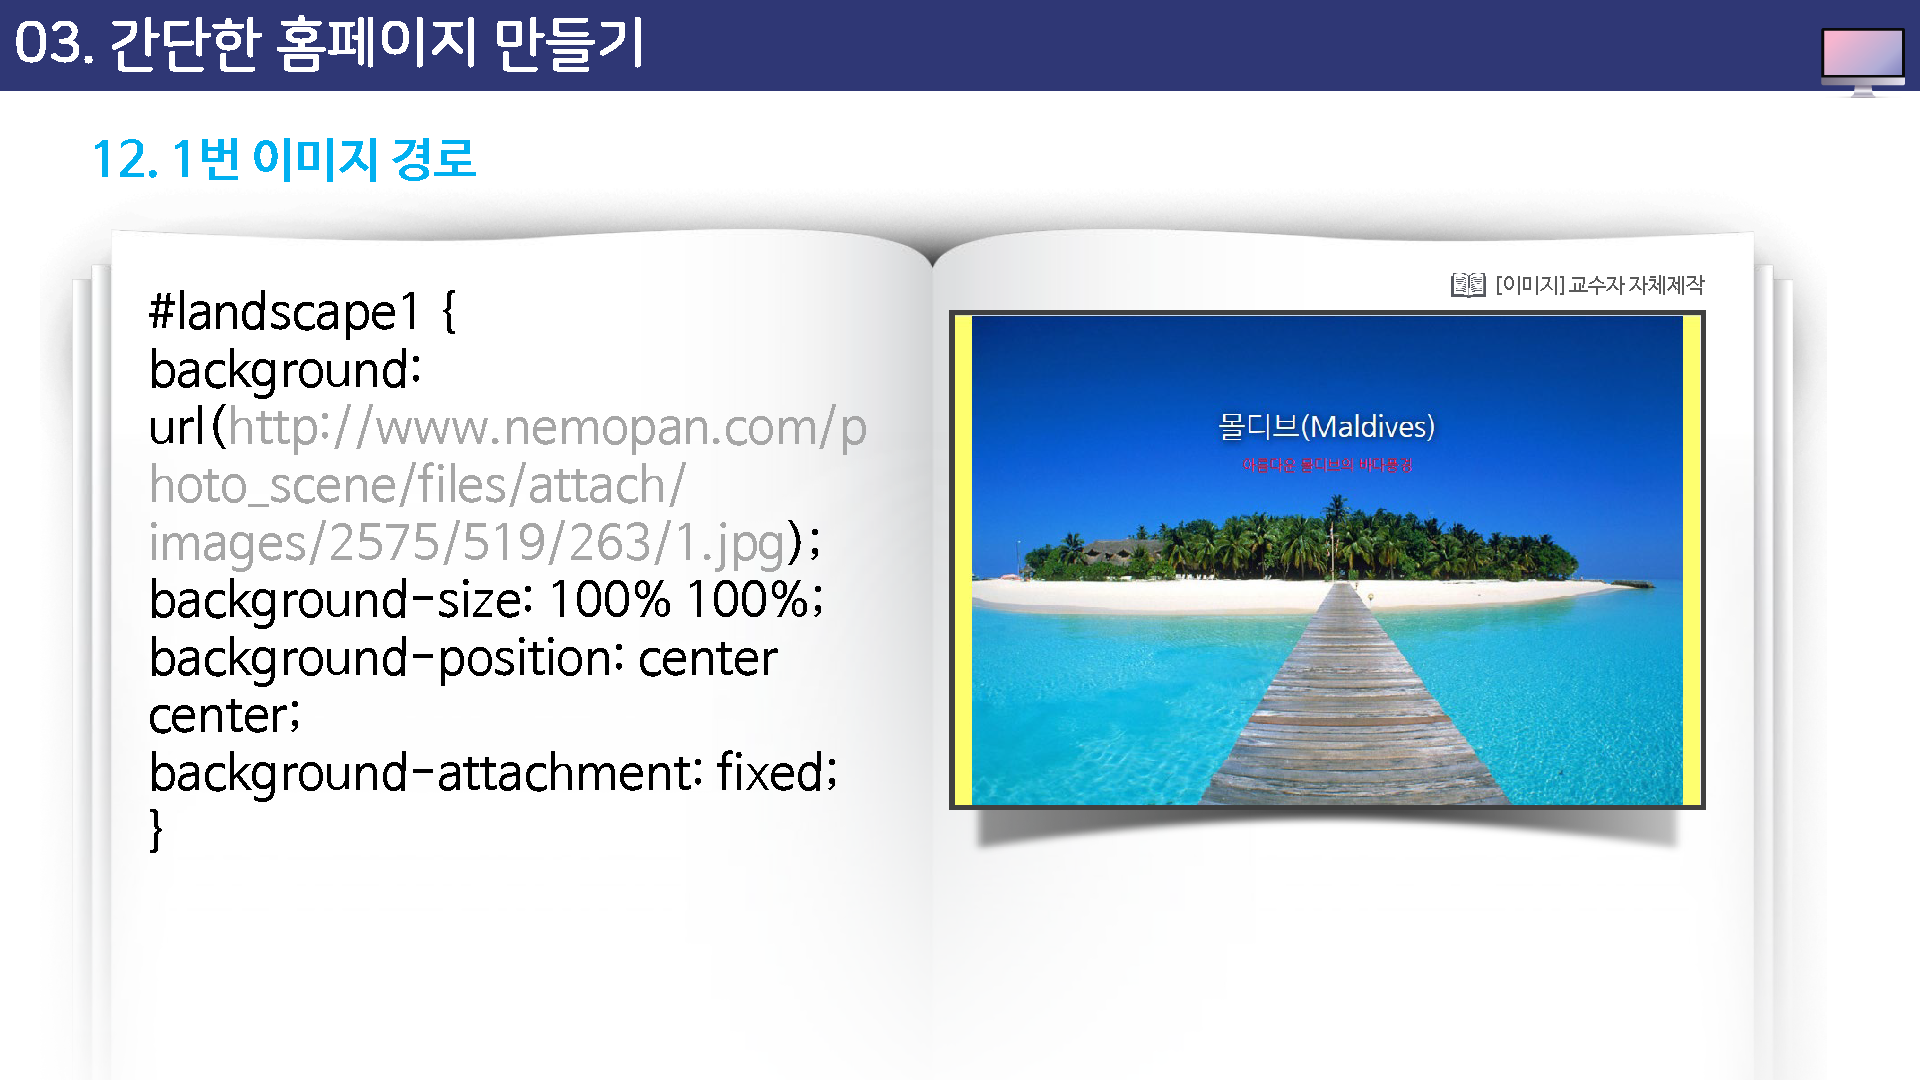 03. 간단한 홈페이지 만들기
12. 1번 이미지 경로
#landscape1 {
background:
url(http://www.nemopan.com/p
hoto_scene/files/attach/
images/2575/519/263/1.jpg);
background-size: 100% 100%;
background-position: center
center;
background-attachment: fixed;
}
[이미지] 교수자 자체제작
몰디브(Maldives)
아름다운 몰디브의 바다풍경